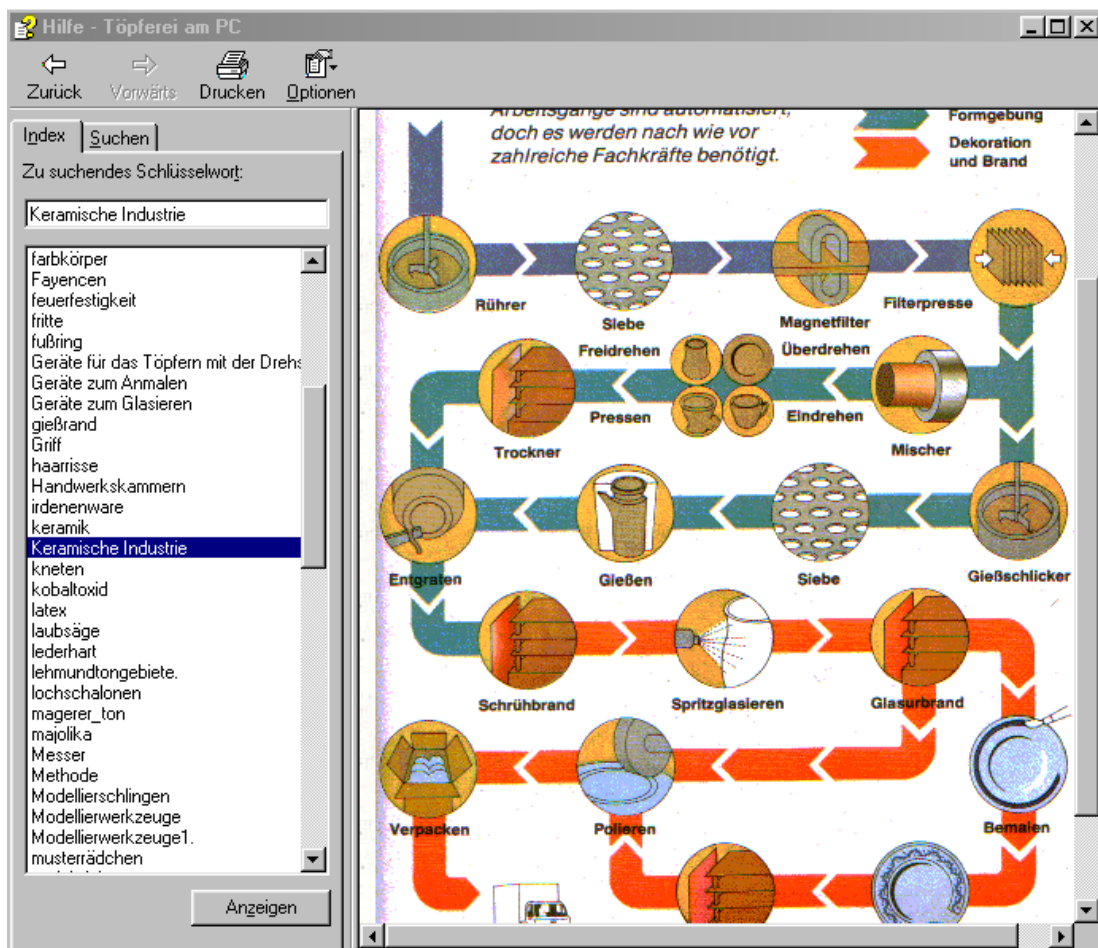 Hilfe - Töpferei am PC
Zurück Vorwärts Drucken Optionen
Index Suchen
Zu suchendes Schlüsselwort:
Keramische Industrie
farbkörper
Fayencen
feuerfestigkeit
fritte
fußring
Geräte für das Töpfern mit der Drehs
Geräte zum Anmalen
Geräte zum Glasieren
gießrand
Griff
haarrisse
Handwerkskammern
irdenenware
keramik
Keramische Industrie
kneten
kobaltoxid
latex
laubsäge
lederhart
lehmundtongebiete.
lochschalonen
magerer_ton
majolika
Messer
Methode
Modellierschlingen
Modellierwerkzeuge
Modellierwerkzeuge1.
musterrädchen
Anzeigen
Arbeitsgänge sind automatisiert,
doch es werden nach wie vor
zahlreiche Fachkräfte benötigt.
Formgebung
Dekoration
und Brand
Rührer
Siebe
Magnetfilter
Filterpresse
Freidrehen
Überdrehen
Pressen
Eindrehen
Trockner
Mischer
Entgraten
Gießen
Siebe
Gießschlicker
Schrühbrand
Spritzglasieren
Glasurbrand
Verpacken
Polieren
Bemalen